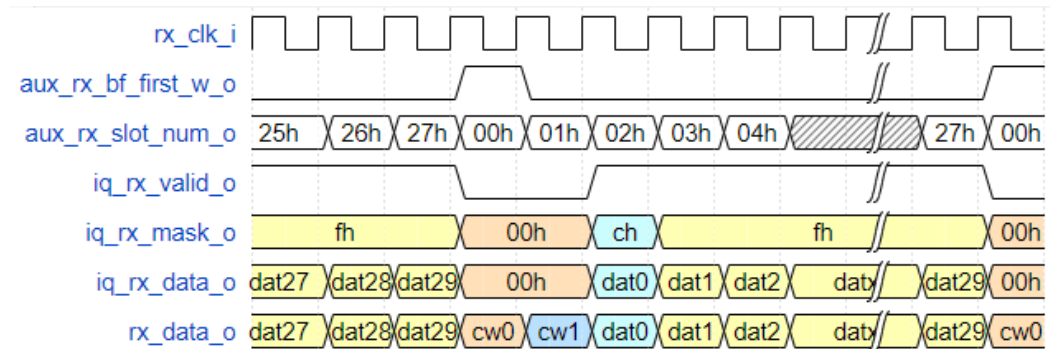 rx_clk_i
aux_rx_bf_first_w_o
aux_rx_slot_num_o 25h 26h 27h 00h 01h 02h 03h 04h 27h 00h
iq_rx_valid_o
iq_rx_mask_o fh 00h ch fh 00h
iq_rx_data_o dat27 dat28 dat29 00h dat0 dat1 dat2 datx dat29 00h
rx_data_o dat27 dat28 dat29 cw0 cw1 dat0 dat1 dat2 datx dat29 cw0